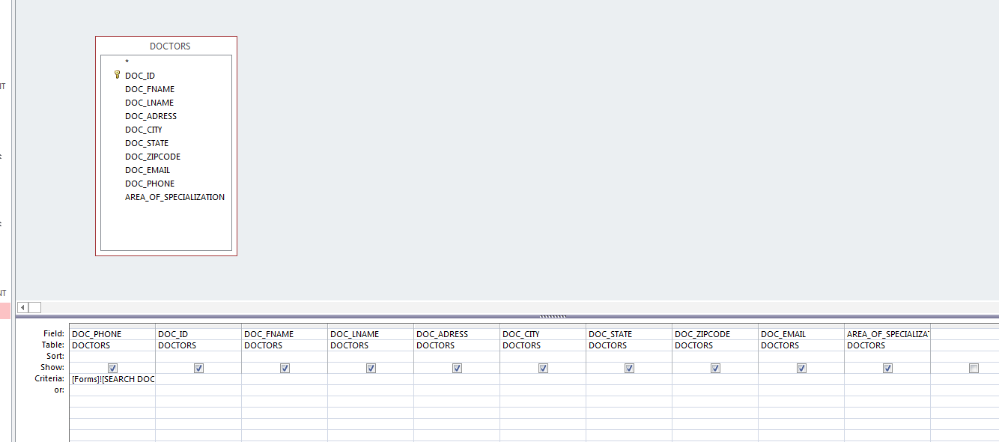 DOCTORS
*
DOC_ID
DOC_FNAME
DOC_LNAME
DOC_ADRESS
DOC_CITY
DOC_STATE
DOC_ZIPCODE
DOC_EMAIL
DOC_PHONE
AREA_OF_SPECIALIZATION
Field: DOC_PHONE DOC_ID DOC_FNAME DOC_LNAME DOC_ADRESS DOC_CITY DOC_STATE DOC_ZIPCODE DOC_EMAIL AREA_OF_SPECIALIZAT
Table: DOCTORS DOCTORS DOCTORS DOCTORS DOCTORS DOCTORS DOCTORS DOCTORS DOCTORS DOCTORS
Sort:
Show:
Criteria: [Forms]![SEARCH DOC
or: